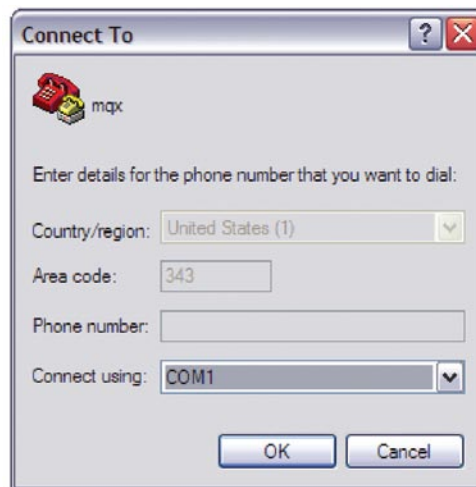 Connect To
mqx
Enter details for the phone number that you want to dial:
Country/region: United States (1)
Area code: 343
Phone number:
Connect using: COM1
OK Cancel